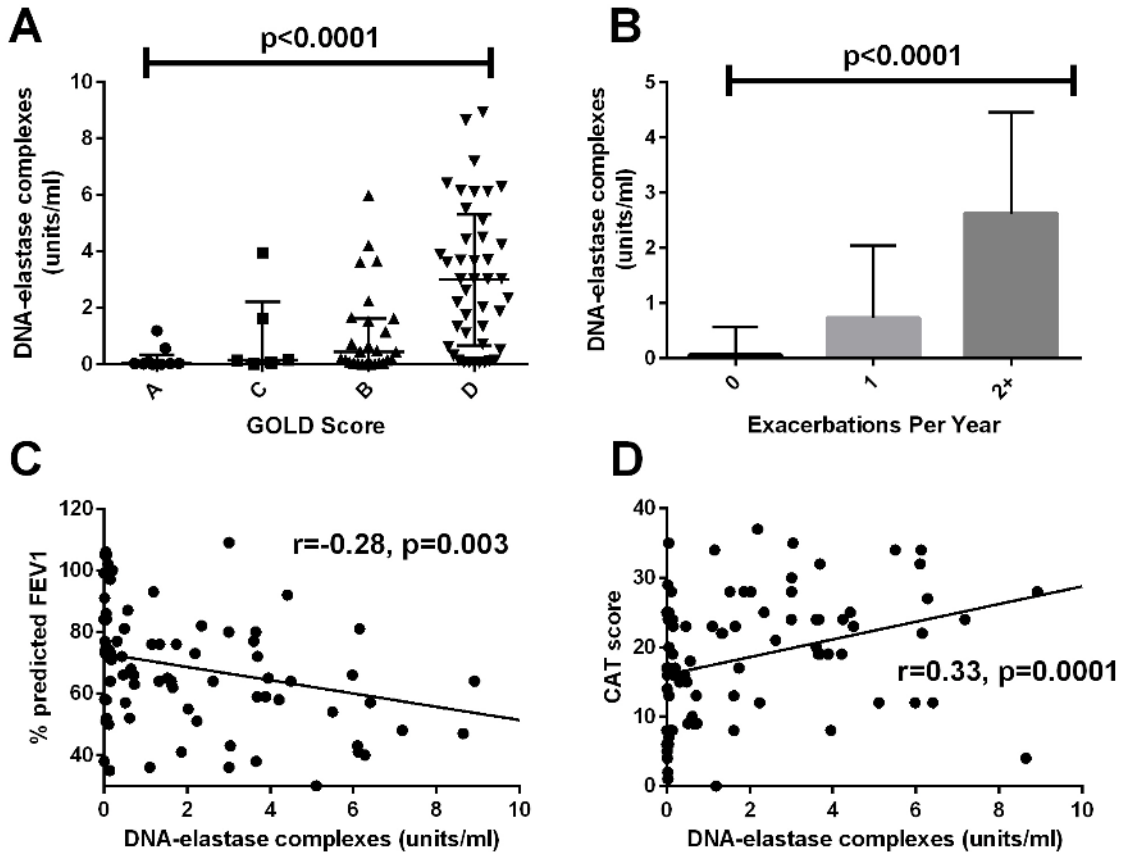 A
p<0.0001
DNA-elastase complexes
(units/ml)
10
8
6
4
2
0
A
C
B
D
GOLD Score
B
p<0.0001
DNA-elastase complexes
(units/ml)
5
4
3
2
1
0
0
1
2+
Exacerbations Per Year
C
% predicted FEV1
120
100
80
60
40
r=-0.28, p=0.003
0
2
4
6
8
10
DNA-elastase complexes (units/ml)
D
CAT score
40
30
20
10
0
r=0.33, p=0.0001
0
2
4
6
8
10
DNA-elastase complexes (units/ml)